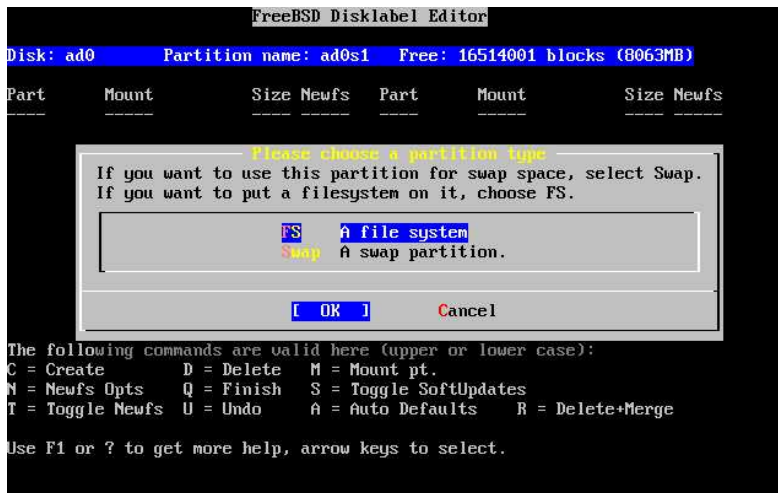 FreeBSD Disklabel Editor
Disk: ad0 Partition name: ad0s1 Free: 16514001 blocks (8063MB)
Part Mount Size Newfs Part Mount Size Newfs
---- ----- ---- ----- ---- ----- ---- -----
Please choose a partition type
If you want to use this partition for swap space, select Swap.
If you want to put a filesystem on it, choose FS.
FS A file system
Swap A swap partition.
[ OK ] Cancel
The following commands are valid here (upper or lower case):
C = Create D = Delete M = Mount pt.
N = Newfs Opts Q = Finish S = Toggle SoftUpdates
T = Toggle Newfs U = Undo A = Auto Defaults R = Delete+Merge
Use F1 or ? to get more help, arrow keys to select.